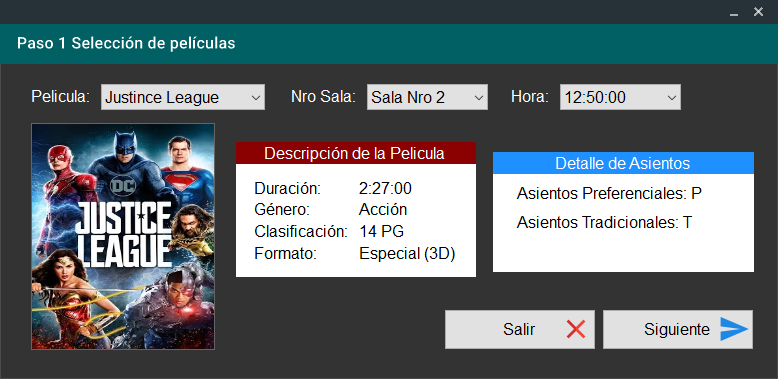 Paso 1 Selección de películas
Pelicula: Justince League Nro Sala: Sala Nro 2 Hora: 12:50:00
DC
JUSTICE
LEAGUE
Descripción de la Pelicula
Duración: 2:27:00
Género: Acción
Clasificación: 14 PG
Formato: Especial (3D)
Detalle de Asientos
Asientos Preferenciales: P
Asientos Tradicionales: T
Salir
Siguiente